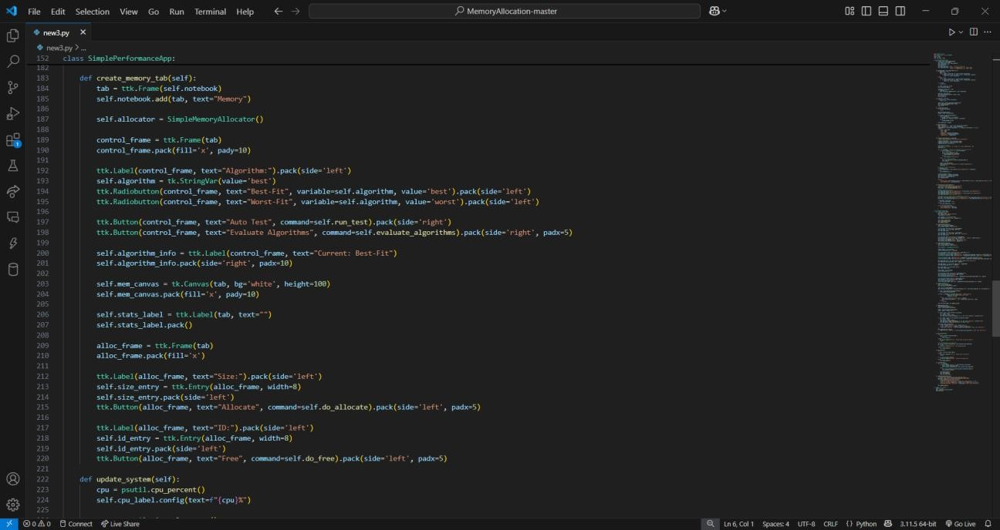 File Edit Selection View Go Run Terminal Help
MemoryAllocation-master
new3.py
new3.py > ...
152 class SimplePerformanceApp:
182
183 def create_memory_tab(self):
184 tab = ttk.Frame(self.notebook)
185 self.notebook.add(tab, text="Memory")
186
187 self.allocator = SimpleMemoryAllocator()
188
189 control_frame = ttk.Frame(tab)
190 control_frame.pack(fill='x', pady=10)
191
192 ttk.Label(control_frame, text="Algorithm:").pack(side='left')
193 self.algorithm = tk.StringVar(value='best')
194 ttk.Radiobutton(control_frame, text="Best-Fit", variable=self.algorithm, value='best').pack(side='left')
195 ttk.Radiobutton(control_frame, text="Worst-Fit", variable=self.algorithm, value='worst').pack(side='left')
196
197 ttk.Button(control_frame, text="Auto Test", command=self.run_test).pack(side='right')
198 ttk.Button(control_frame, text="Evaluate Algorithms", command=self.evaluate_algorithms).pack(side='right', padx=5)
199
200 self.algorithm_info = ttk.Label(control_frame, text="Current: Best-Fit")
201 self.algorithm_info.pack(side='right', padx=10)
202
203 self.mem_canvas = tk.Canvas(tab, bg='white', height=100)
204 self.mem_canvas.pack(fill='x', pady=10)
205
206 self.stats_label = ttk.Label(tab, text="")
207 self.stats_label.pack()
208
209 alloc_frame = ttk.Frame(tab)
210 alloc_frame.pack(fill='x')
211
212 ttk.Label(alloc_frame, text="Size:").pack(side='left')
213 self.size_entry = ttk.Entry(alloc_frame, width=8)
214 self.size_entry.pack(side='left')
215 ttk.Button(alloc_frame, text="Allocate", command=self.do_allocate).pack(side='left', padx=5)
216
217 ttk.Label(alloc_frame, text="ID:").pack(side='left')
218 self.id_entry = ttk.Entry(alloc_frame, width=8)
219 self.id_entry.pack(side='left')
220 ttk.Button(alloc_frame, text="Free", command=self.do_free).pack(side='left', padx=5)
221
222 def update_system(self):
223 cpu = psutil.cpu_percent()
224 self.cpu_label.config(text=f"{cpu}%")
225
1
0 0 Connect Live Share Ln 6, Col 1 Spaces: 4 UTF-8 CRLF {} Python 3.11.5 64-bit Go Live